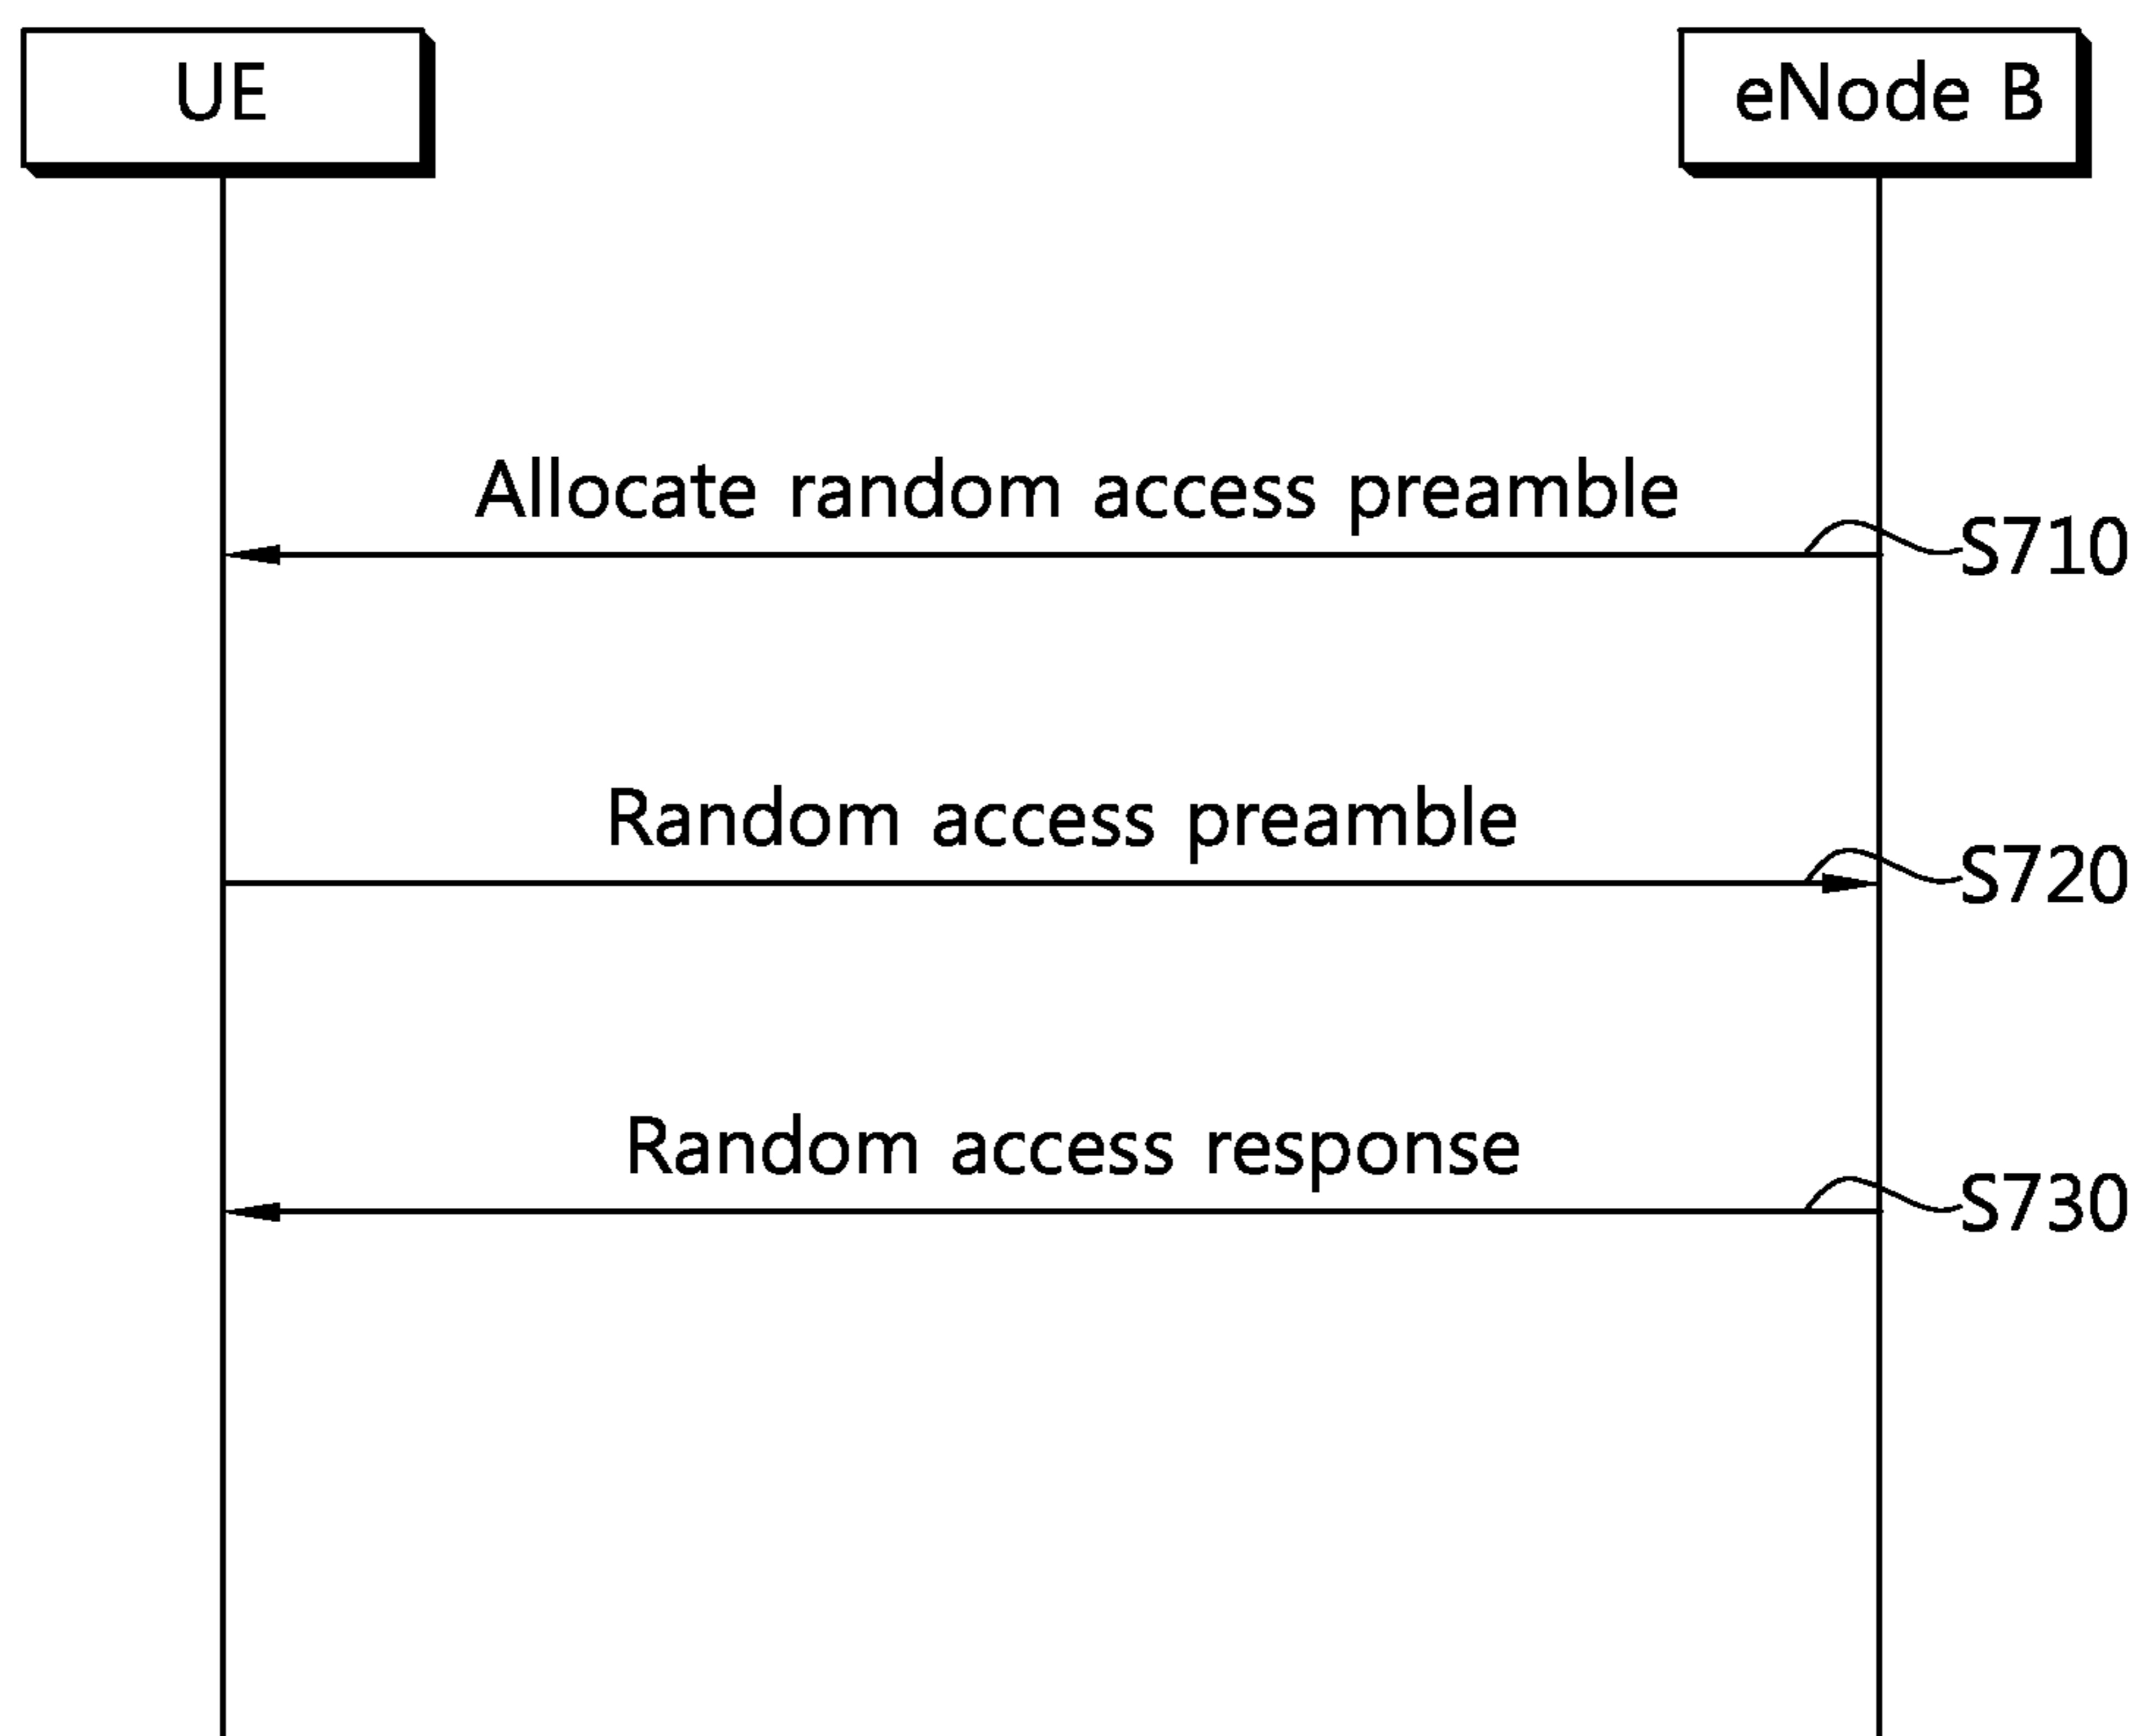 UE
eNode B
Allocate random access preamble
S710
Random access preamble
S720
Random access response
S730